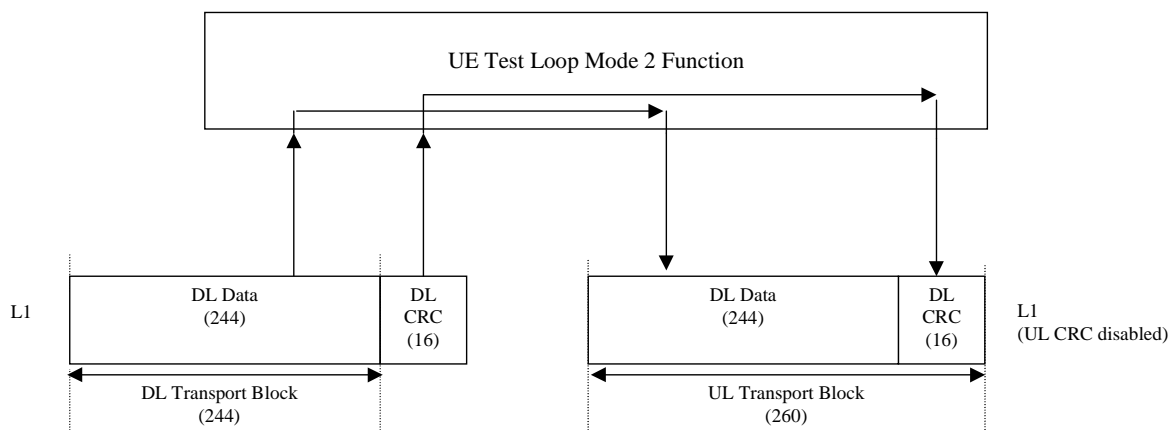 UE Test Loop Mode 2 Function
L1
DL Data
(244)
DL
CRC
(16)
DL Data
(244)
DL
CRC
(16)
L1
(UL CRC disabled)
DL Transport Block
(244)
UL Transport Block
(260)